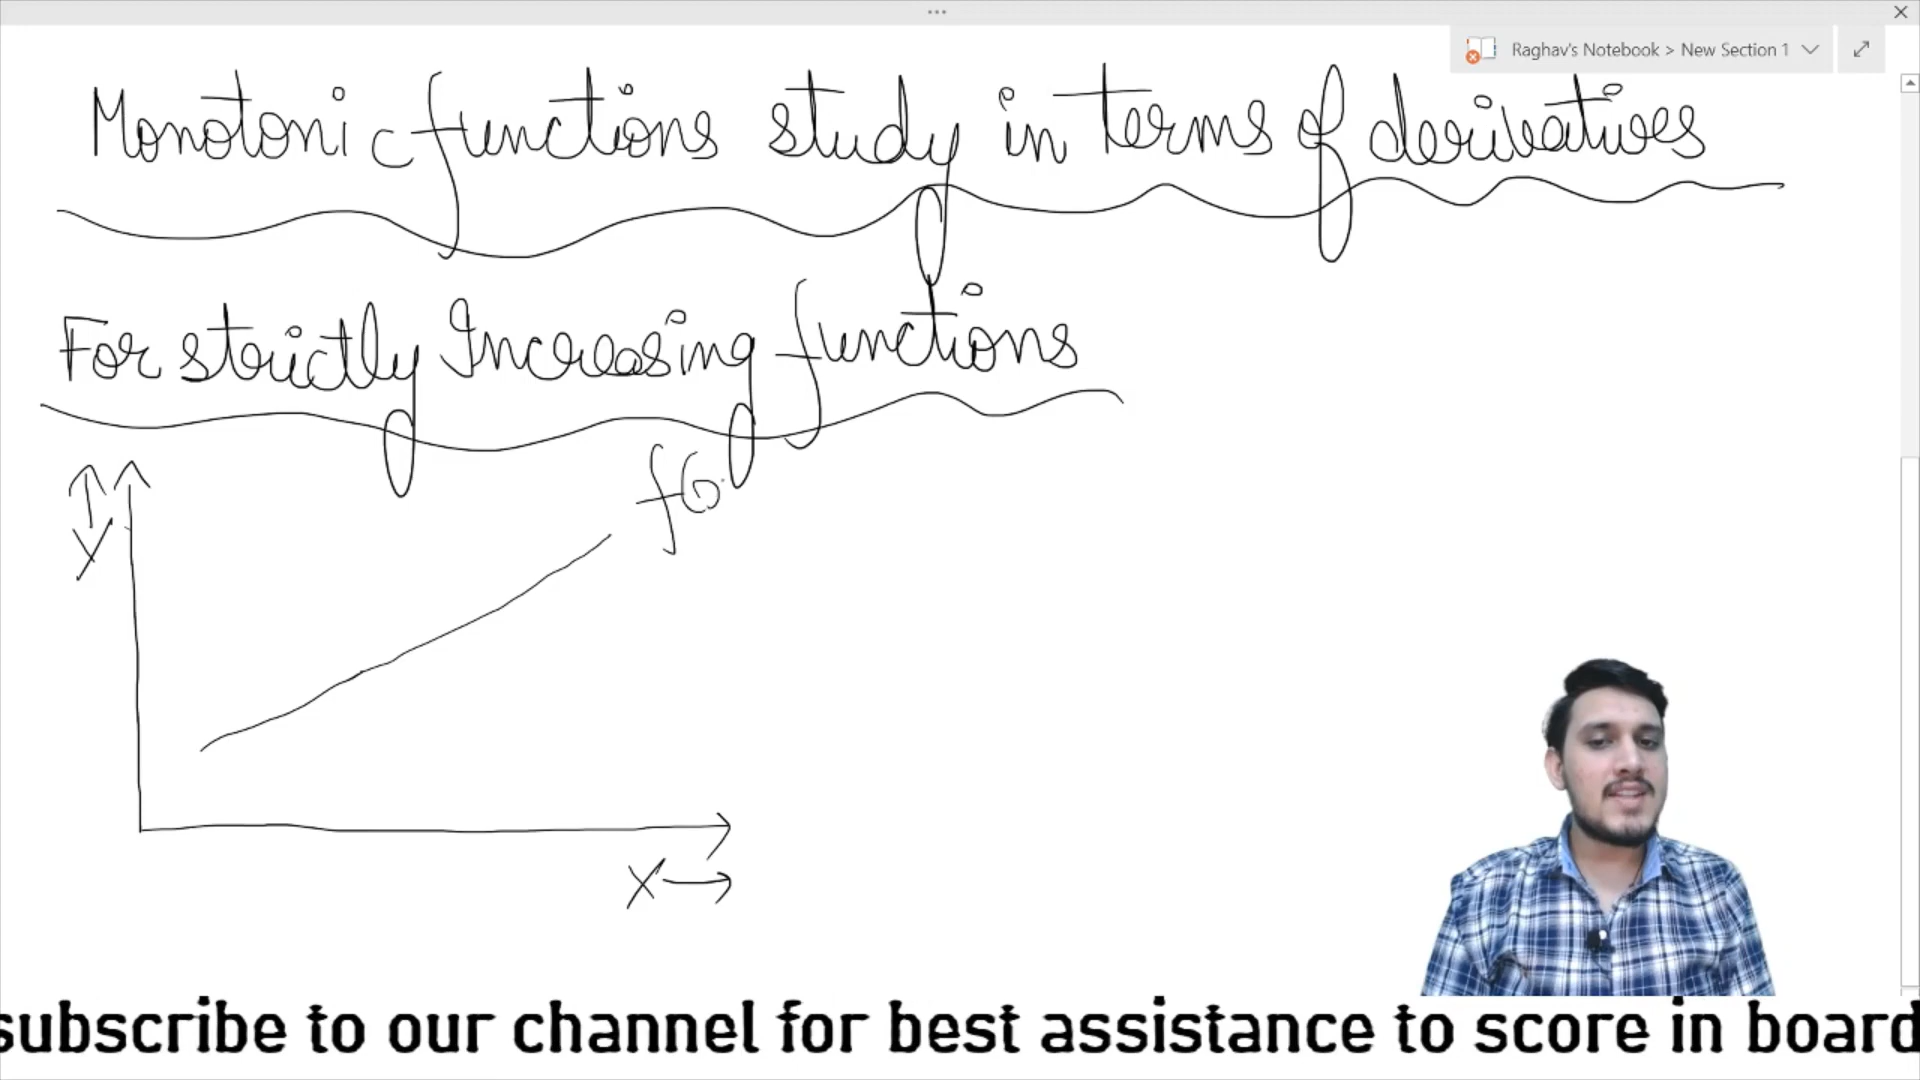 ...
Raghav's Notebook > New Section 1
Monotonic functions study in terms of derivatives
For strictly Increasing functions
f(
Y
X
subscribe to our channel for best assistance to score in board